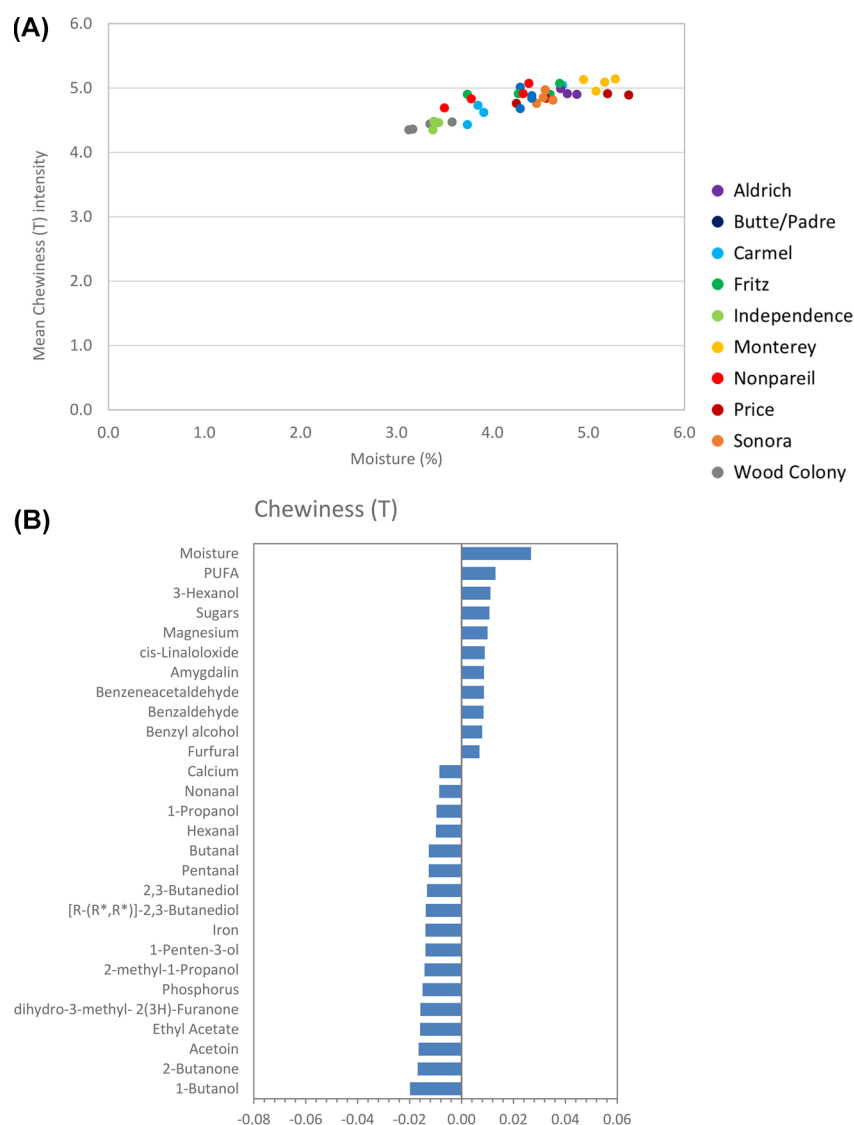 (A)
6.0
5.0
4.0
3.0
2.0
1.0
0.0
Mean Chewiness (T) intensity
0.0 1.0 2.0 3.0 4.0 5.0 6.0
Moisture (%)
Aldrich
Butte/Padre
Carmel
Fritz
Independence
Monterey
Nonpareil
Price
Sonora
Wood Colony
(B)
Chewiness (T)
Moisture
PUFA
3-Hexanol
Sugars
Magnesium
cis-Linaloloxide
Amygdalin
Benzeneacetaldehyde
Benzaldehyde
Benzyl alcohol
Furfural
Calcium
Nonanal
1-Propanol
Hexanal
Butanal
Pentanal
2,3-Butanediol
[R-(R*,R*)]-2,3-Butanediol
Iron
1-Penten-3-ol
2-methyl-1-Propanol
Phosphorus
dihydro-3-methyl- 2(3H)-Furanone
Ethyl Acetate
Acetoin
2-Butanone
1-Butanol
-0.08 -0.06 -0.04 -0.02 0.00 0.02 0.04 0.06